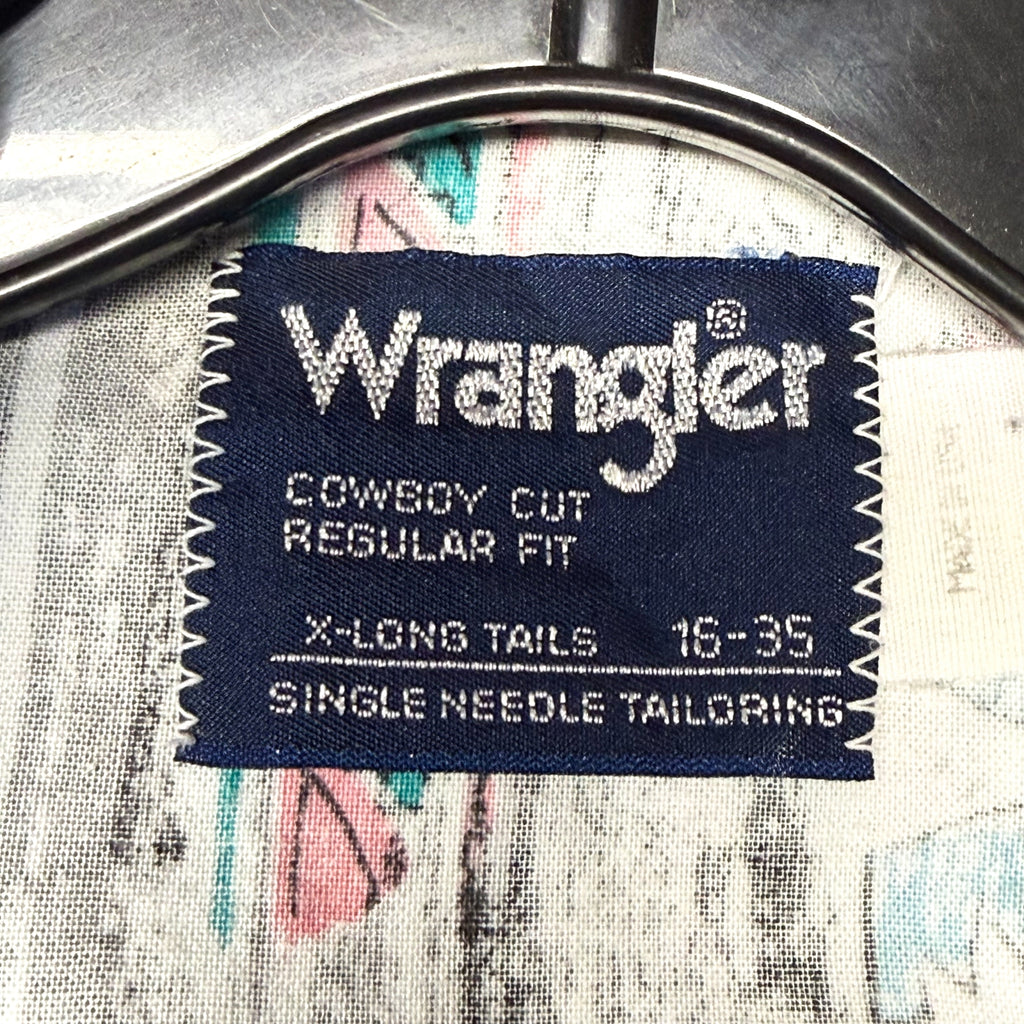 Wrangler®
COWBOY CUT
REGULAR FIT
X-LONG TAILS 16-35
SINGLE NEEDLE TAILORING